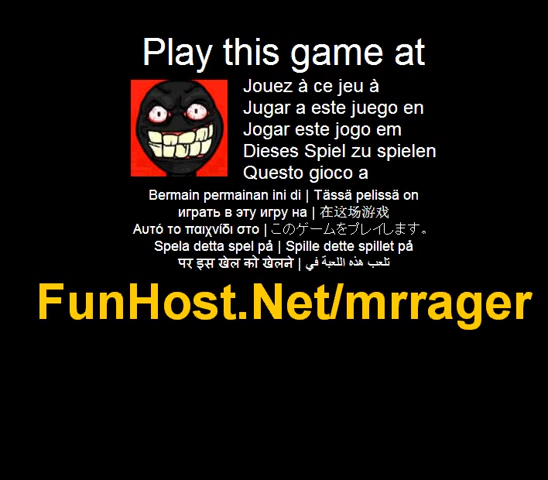 Play this game at
Jouez à ce jeu à
Jugar a este juego en
Jogar este jogo em
Dieses Spiel zu spielen
Questo gioco a
Bermain permainan ini di | Tässä pelissä on
играть в эту игру на | 在这场游戏
Αυτό το παιχνίδι στο | このゲームをプレイします。
Spela detta spel på | Spille dette spillet på
पर इस खेल को खेलने | تلعب هذه اللعبة في
FunHost.Net/mrrager